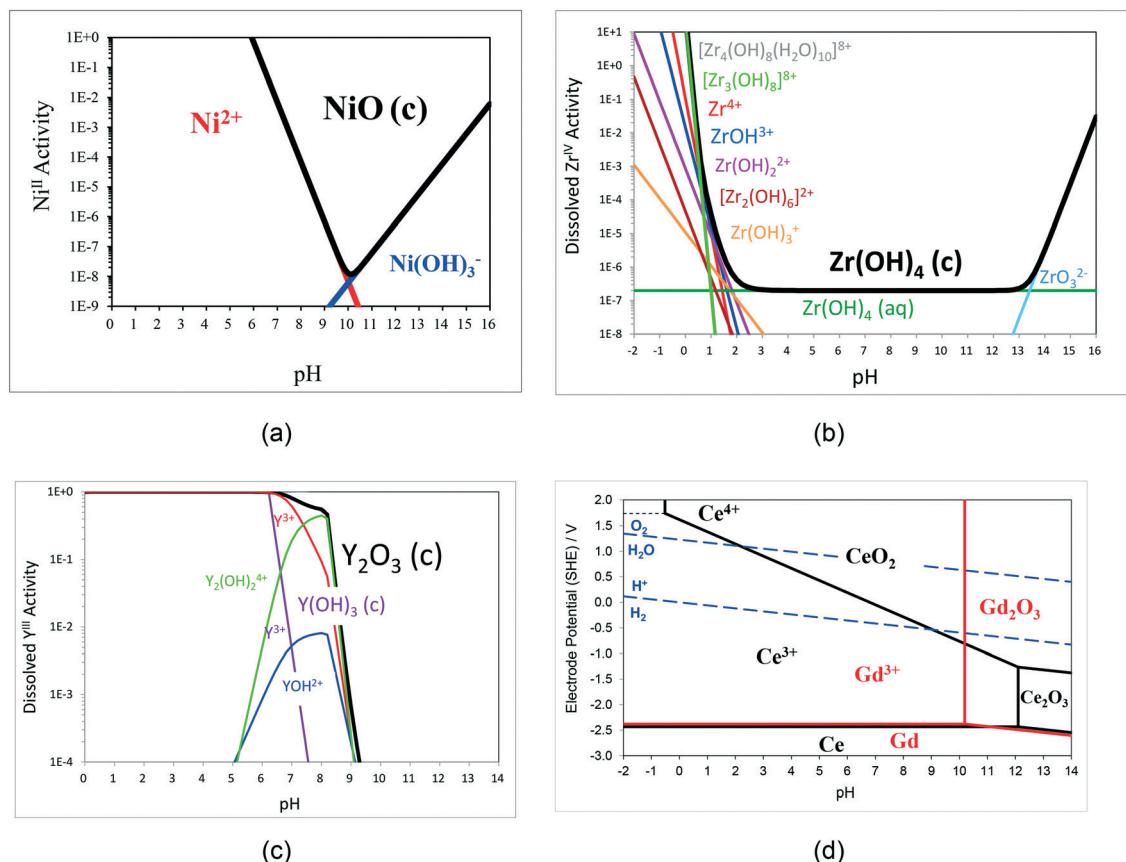 1E+0
1E-1
1E-2
1E-3
1E-4
1E-5
1E-6
1E-7
1E-8
1E-9
Ni^II Activity
Ni²⁺
NiO (c)
Ni(OH)₃⁻
0 1 2 3 4 5 6 7 8 9 10 11 12 13 14 15 16
pH
(a)
1E+1
1E+0
1E-1
1E-2
1E-3
1E-4
1E-5
1E-6
1E-7
1E-8
Dissolved Zr^IV Activity
[Zr₄(OH)₈(H₂O)₁₀]⁸⁺
[Zr₃(OH)₈]⁸⁺
Zr⁴⁺
ZrOH³⁺
Zr(OH)₂²⁺
[Zr₂(OH)₆]²⁺
Zr(OH)₃⁺
Zr(OH)₄ (c)
ZrO₃²⁻
Zr(OH)₄ (aq)
-2 -1 0 1 2 3 4 5 6 7 8 9 10 11 12 13 14 15 16
pH
(b)
1E+0
1E-1
1E-2
1E-3
1E-4
Dissolved Y^III Activity
Y³⁺
Y₂O₃ (c)
Y₂(OH)₂⁴⁺
Y(OH)₃ (c)
Y³⁺
YOH²⁺
0 1 2 3 4 5 6 7 8 9 10 11 12 13 14
pH
(c)
2.0
1.5
1.0
0.5
0.0
-0.5
-1.0
-1.5
-2.0
-2.5
-3.0
Electrode Potential (SHE) / V
Ce⁴⁺
O₂
H₂O
CeO₂
H⁺
H₂
Gd₂O₃
Ce³⁺
Gd³⁺
Ce₂O₃
Ce
Gd
-2 -1 0 1 2 3 4 5 6 7 8 9 10 11 12 13 14
pH
(d)